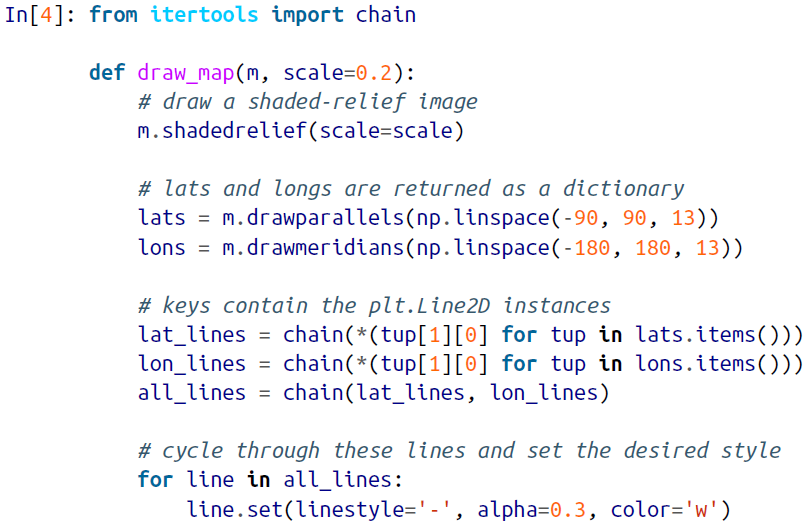 In[4]: from itertools import chain

       def draw_map(m, scale=0.2):
           # draw a shaded-relief image
           m.shadedrelief(scale=scale)

           # lats and longs are returned as a dictionary
           lats = m.drawparallels(np.linspace(-90, 90, 13))
           lons = m.drawmeridians(np.linspace(-180, 180, 13))

           # keys contain the plt.Line2D instances
           lat_lines = chain(*(tup[1][0] for tup in lats.items()))
           lon_lines = chain(*(tup[1][0] for tup in lons.items()))
           all_lines = chain(lat_lines, lon_lines)

           # cycle through these lines and set the desired style
           for line in all_lines:
               line.set(linestyle='-', alpha=0.3, color='w')